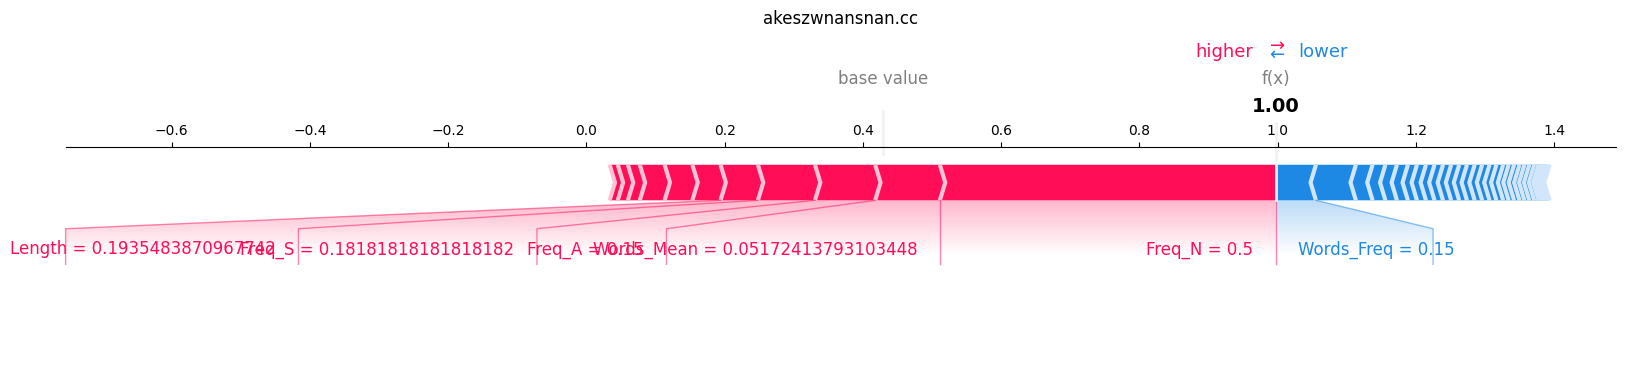 akeszwnansnan.cc
higher ⇄ lower
base value f(x)
1.00
−0.6 −0.4 −0.2 0.0 0.2 0.4 0.6 0.8 1.0 1.2 1.4
Length = 0.1935483870967742 Freq_S = 0.18181818181818182 Freq_A = 0.15 Words_Mean = 0.05172413793103448 Freq_N = 0.5 Words_Freq = 0.15